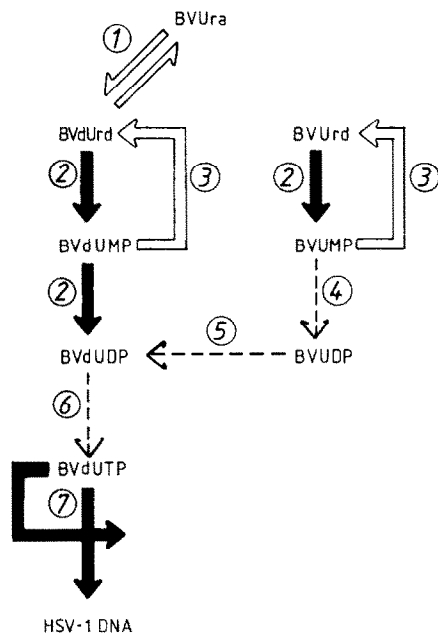 ① BVUra
BVdUrd BVUrd
② ③ ② ③
BVdUMP BVUMP
② ④
⑤
BVdUDP BVUDP
⑥
BVdUTP
⑦
HSV-1 DNA